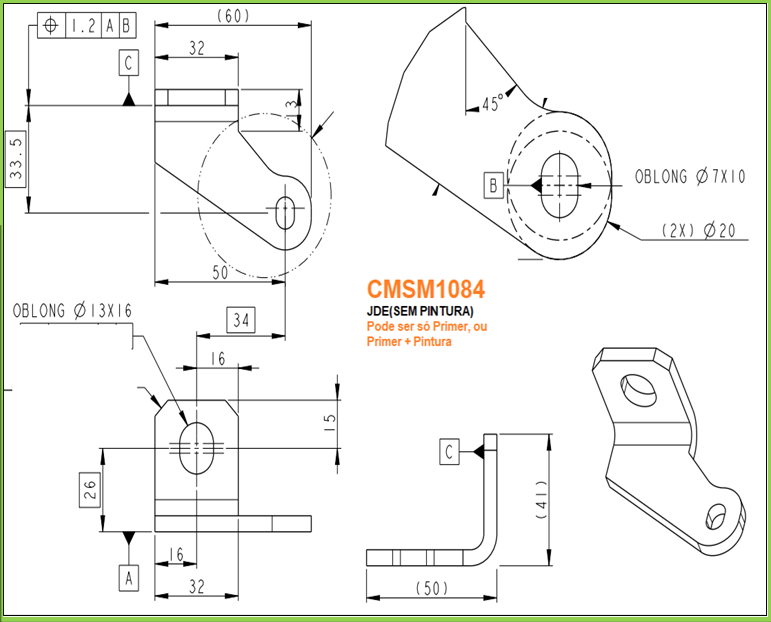 ⌖ 1.2 A B
(60)
32
C
13
33.5
50
45°
B
OBLONG Ø7X10
(2X) Ø20
CMSM1084
JDE(SEM PINTURA)
Pode ser só Primer, ou
Primer + Pintura
OBLONG Ø13X16
34
16
15
26
16
A
32
C
(41)
(50)